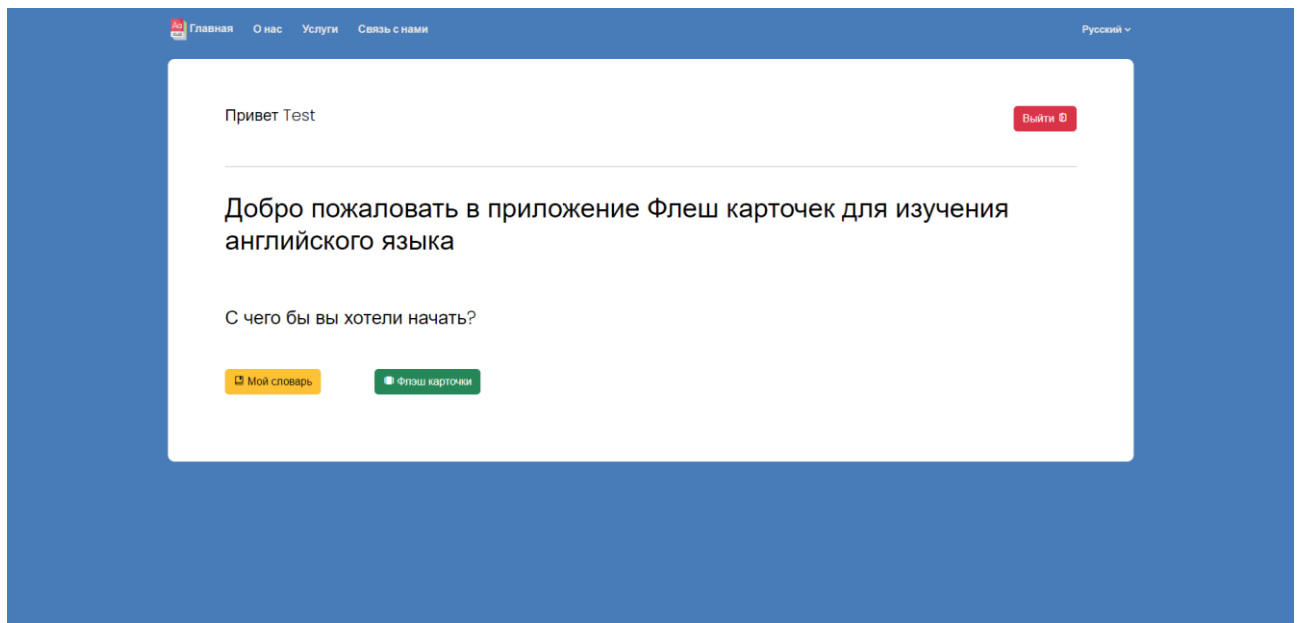 Главная О нас Услуги Связь с нами Русский
Привет Test Выйти
Добро пожаловать в приложение Флеш карточек для изучения
английского языка
С чего бы вы хотели начать?
Мой словарь Флэш карточки